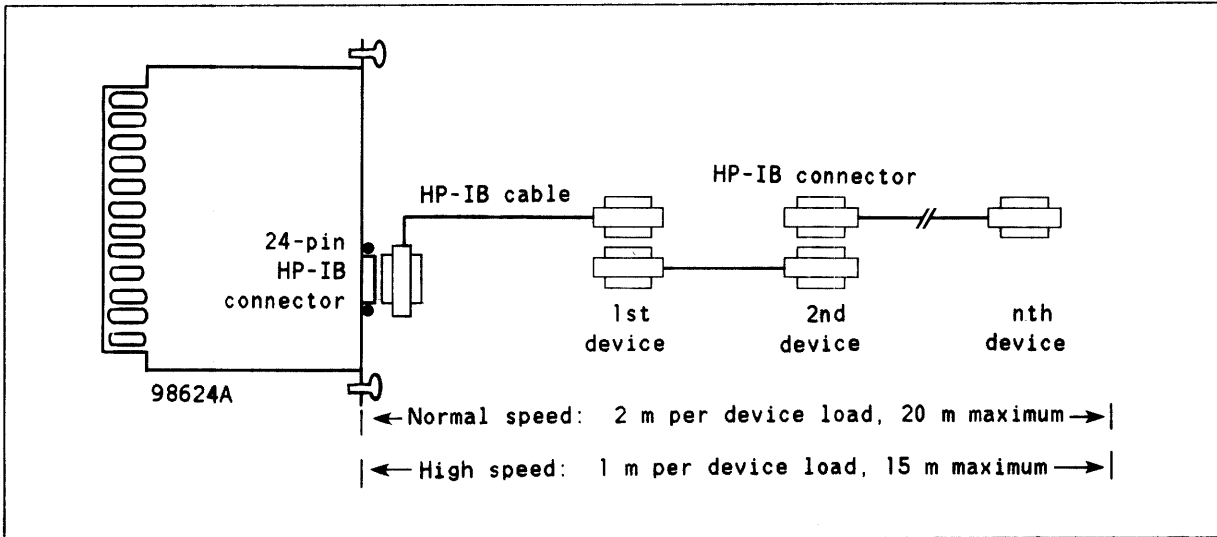 HP-IB connector
HP-IB cable
24-pin
HP-IB
connector
1st
device
2nd
device
nth
device
98624A
Normal speed: 2 m per device load, 20 m maximum
High speed: 1 m per device load, 15 m maximum